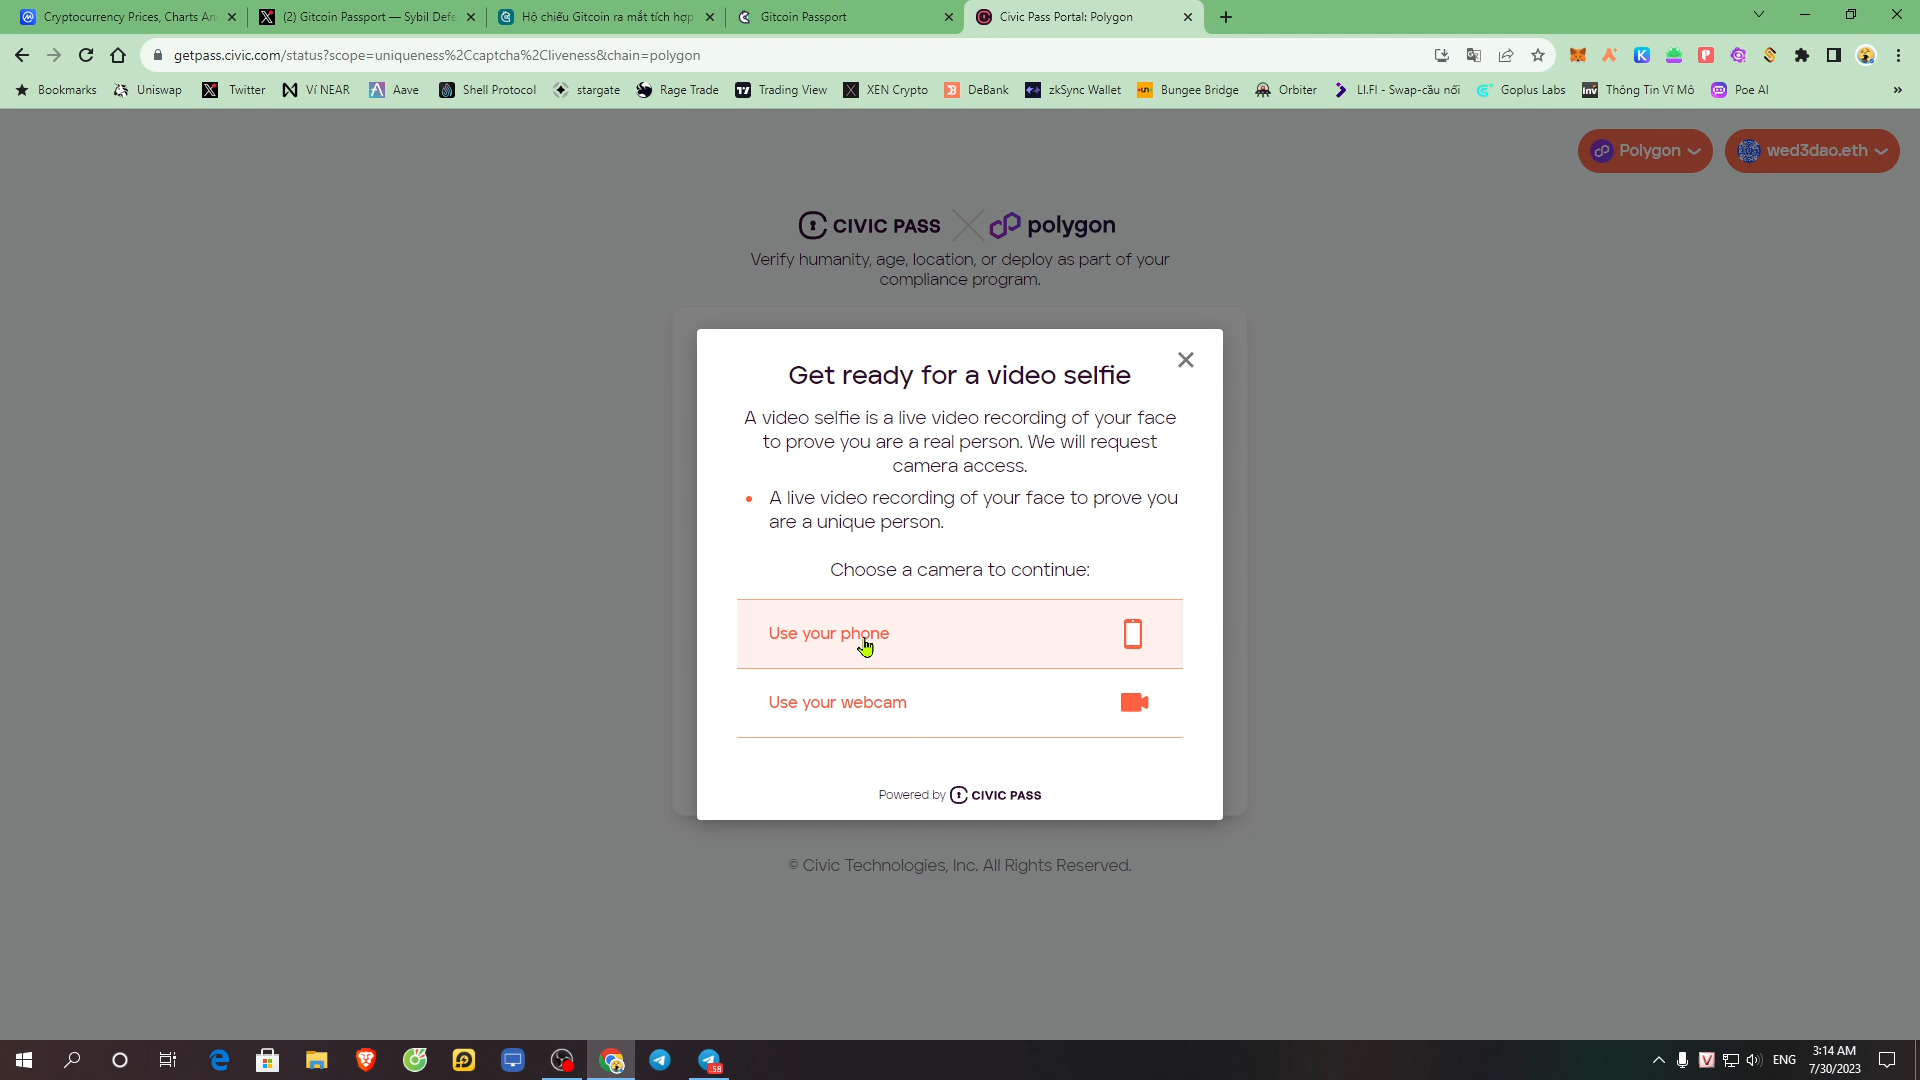 Cryptocurrency Prices, Charts An
(2) Gitcoin Passport — Sybil Defe
Hộ chiếu Gitcoin ra mắt tích hợp
Gitcoin Passport
Civic Pass Portal: Polygon
getpass.civic.com/status?scope=uniqueness%2Ccaptcha%2Cliveness&chain=polygon
Bookmarks
Uniswap
Twitter
Ví NEAR
Aave
Shell Protocol
stargate
Rage Trade
Trading View
XEN Crypto
DeBank
zkSync Wallet
Bungee Bridge
Orbiter
LI.FI - Swap-cầu nối
Goplus Labs
Thông Tin Vĩ Mô
Poe AI
»
Polygon
wed3dao.eth
CIVIC PASS
polygon
Verify humanity, age, location, or deploy as part of your
compliance program.
Get ready for a video selfie
A video selfie is a live video recording of your face
to prove you are a real person. We will request
camera access.
• A live video recording of your face to prove you
are a unique person.
Choose a camera to continue:
Use your phone
Use your webcam
Powered by CIVIC PASS
© Civic Technologies, Inc. All Rights Reserved.
58
ENG
3:14 AM
7/30/2023